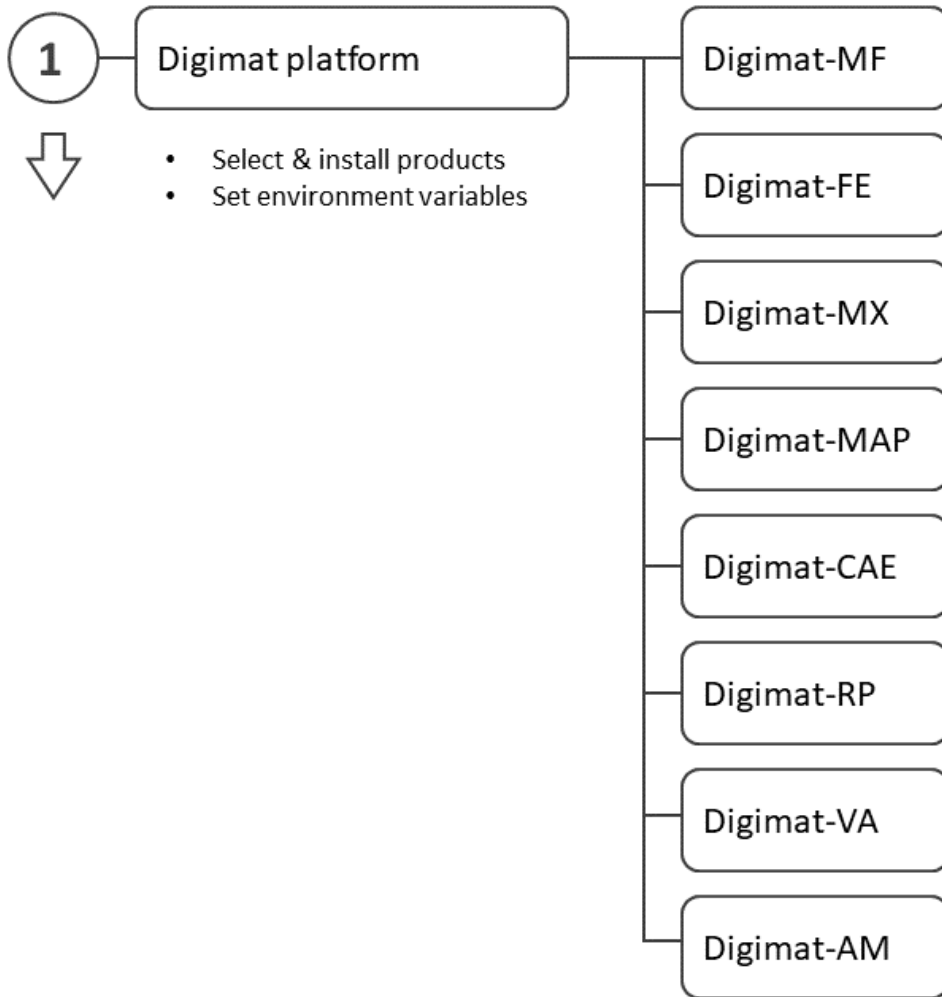 1
Digimat platform
• Select & install products
• Set environment variables
Digimat-MF
Digimat-FE
Digimat-MX
Digimat-MAP
Digimat-CAE
Digimat-RP
Digimat-VA
Digimat-AM